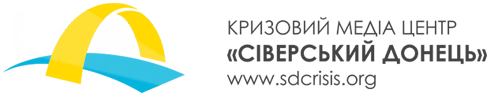 КРИЗОВИЙ МЕДІА ЦЕНТР
«СІВЕРСЬКИЙ ДОНЕЦЬ»
www.sdcrisis.org